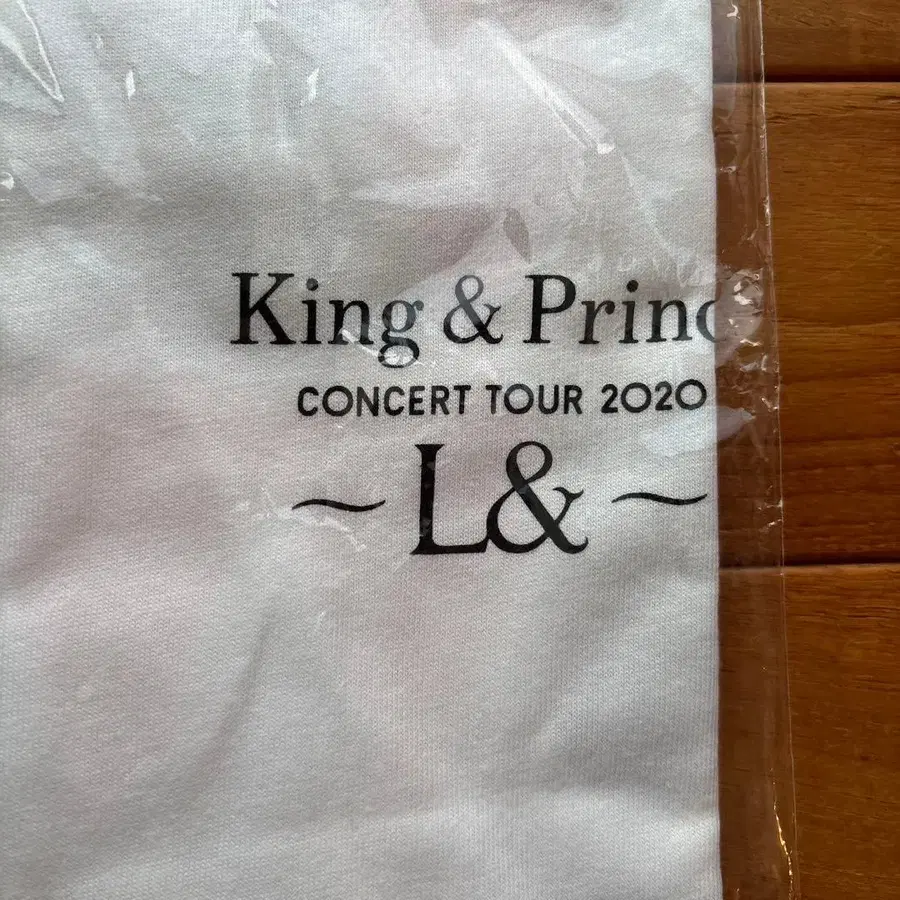 King & Princ
CONCERT TOUR 2020
~ L& ~